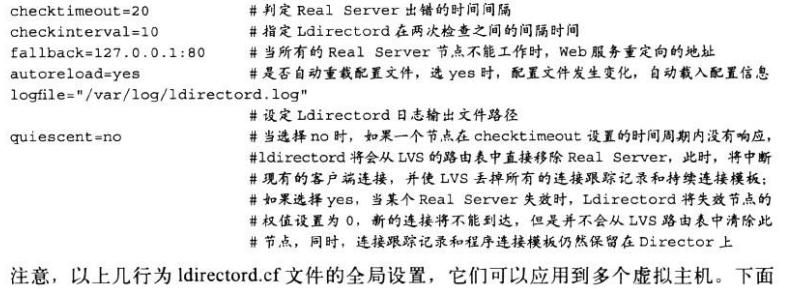 checktimeout=20 #判定 Real Server 出错的时间间隔
checkinterval=10 #指定 Ldirectord 在两次检查之间的间隔时间
fallback=127.0.0.1:80 #当所有的 Real Server 节点不能工作时，Web 服务重定向的地址
autoreload=yes #是否自动重载配置文件，选 yes 时，配置文件发生变化，自动载入配置信息
logfile="/var/log/ldirectord.log"
#设定 Ldirectord 日志输出文件路径
quiescent=no #当选择 no 时，如果一个节点在 checktimeout 设置的时间周期内没有响应，
#ldirectord 将会从 LVS 的路由表中直接移除 Real Server，此时，将中断
#现有的客户端连接，并使 LVS 丢掉所有的连接跟踪记录和持续连接模板；
#如果选择 yes，当某个 Real Server 失效时，Ldirectord 将失效节点的
#权值设置为 0，新的连接将不能到达，但是并不会从 LVS 路由表中清除此
#节点，同时，连接跟踪记录和程序连接模板仍然保留在 Director 上
注意，以上几行为 ldirectord.cf 文件的全局设置，它们可以应用到多个虚拟主机。下面